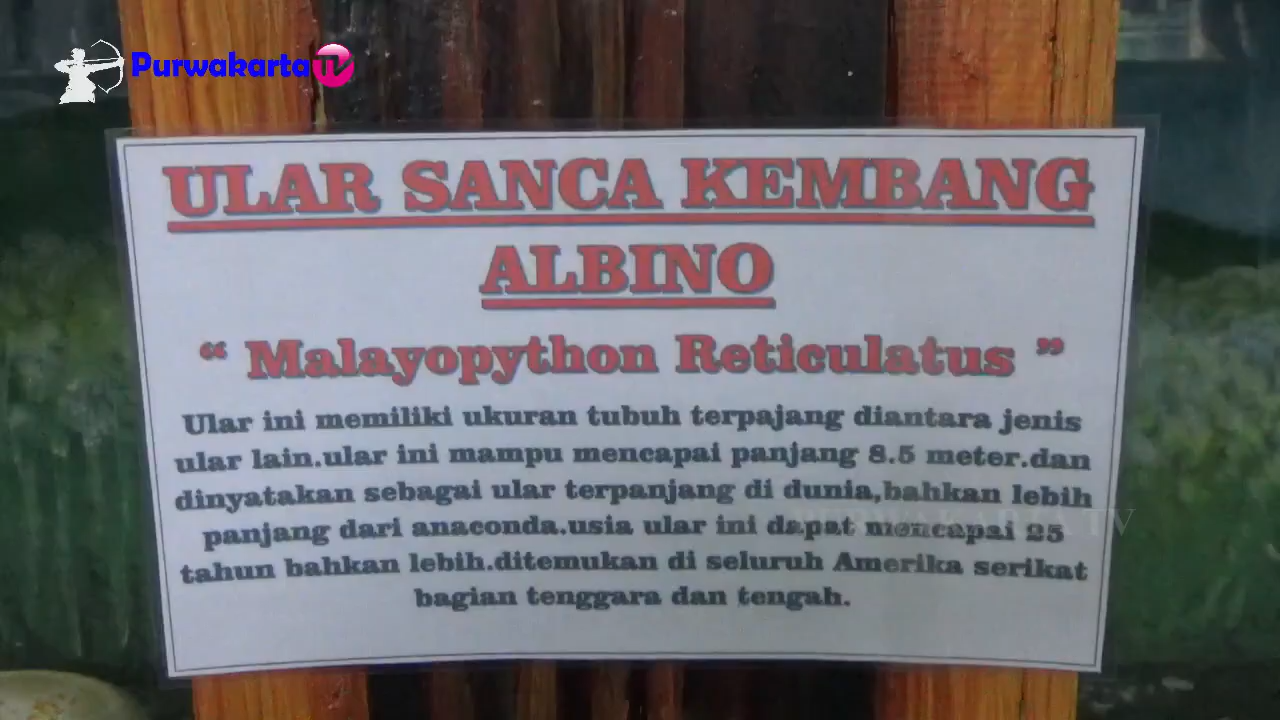 Purwakarta TV
ULAR SANCA KEMBANG
ALBINO
“ Malayopython Reticulatus ”
Ular ini memiliki ukuran tubuh terpajang diantara jenis
ular lain.ular ini mampu mencapai panjang 8.5 meter.dan
dinyatakan sebagai ular terpanjang di dunia,bahkan lebih
panjang dari anaconda.usia ular ini dapat mencapai 25
tahun bahkan lebih.ditemukan di seluruh Amerika serikat
bagian tenggara dan tengah.
PURWAKARTA TV